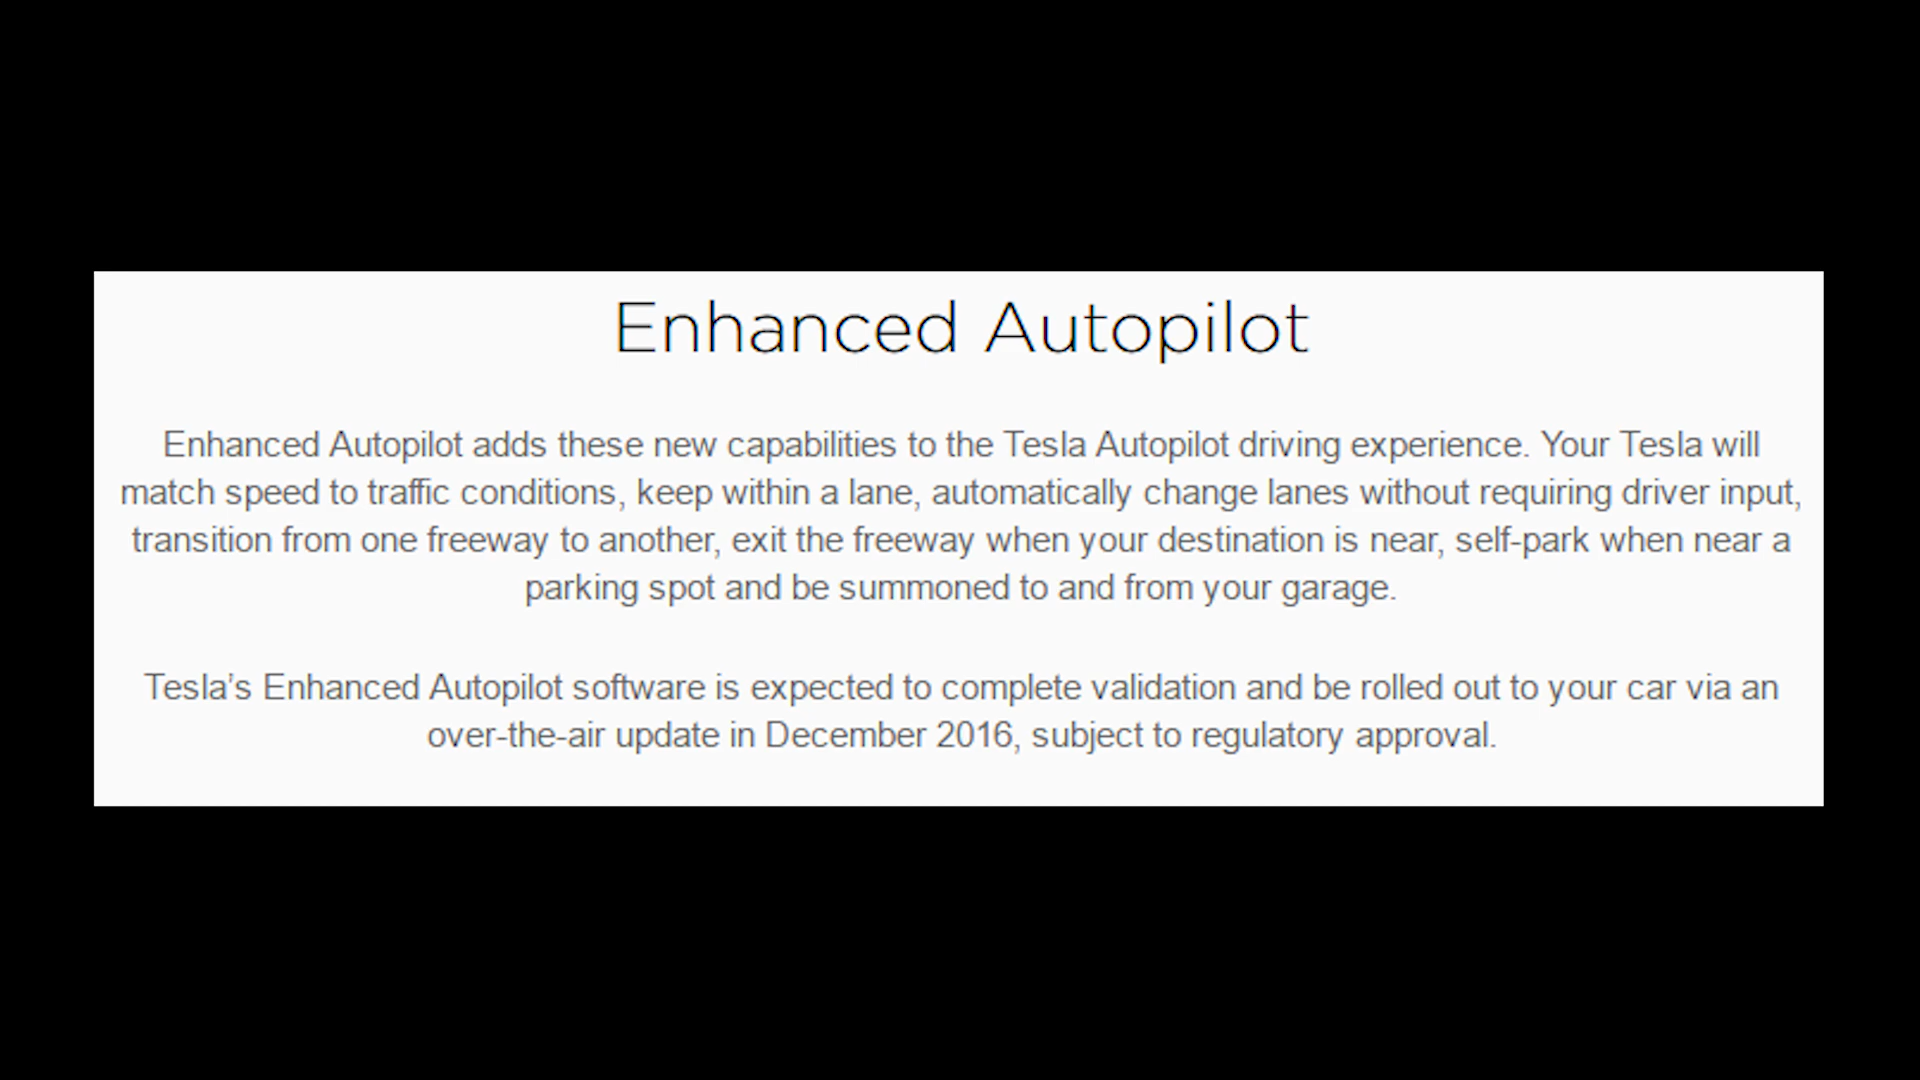 Enhanced Autopilot
Enhanced Autopilot adds these new capabilities to the Tesla Autopilot driving experience. Your Tesla will
match speed to traffic conditions, keep within a lane, automatically change lanes without requiring driver input,
transition from one freeway to another, exit the freeway when your destination is near, self-park when near a
parking spot and be summoned to and from your garage.
Tesla’s Enhanced Autopilot software is expected to complete validation and be rolled out to your car via an
over-the-air update in December 2016, subject to regulatory approval.